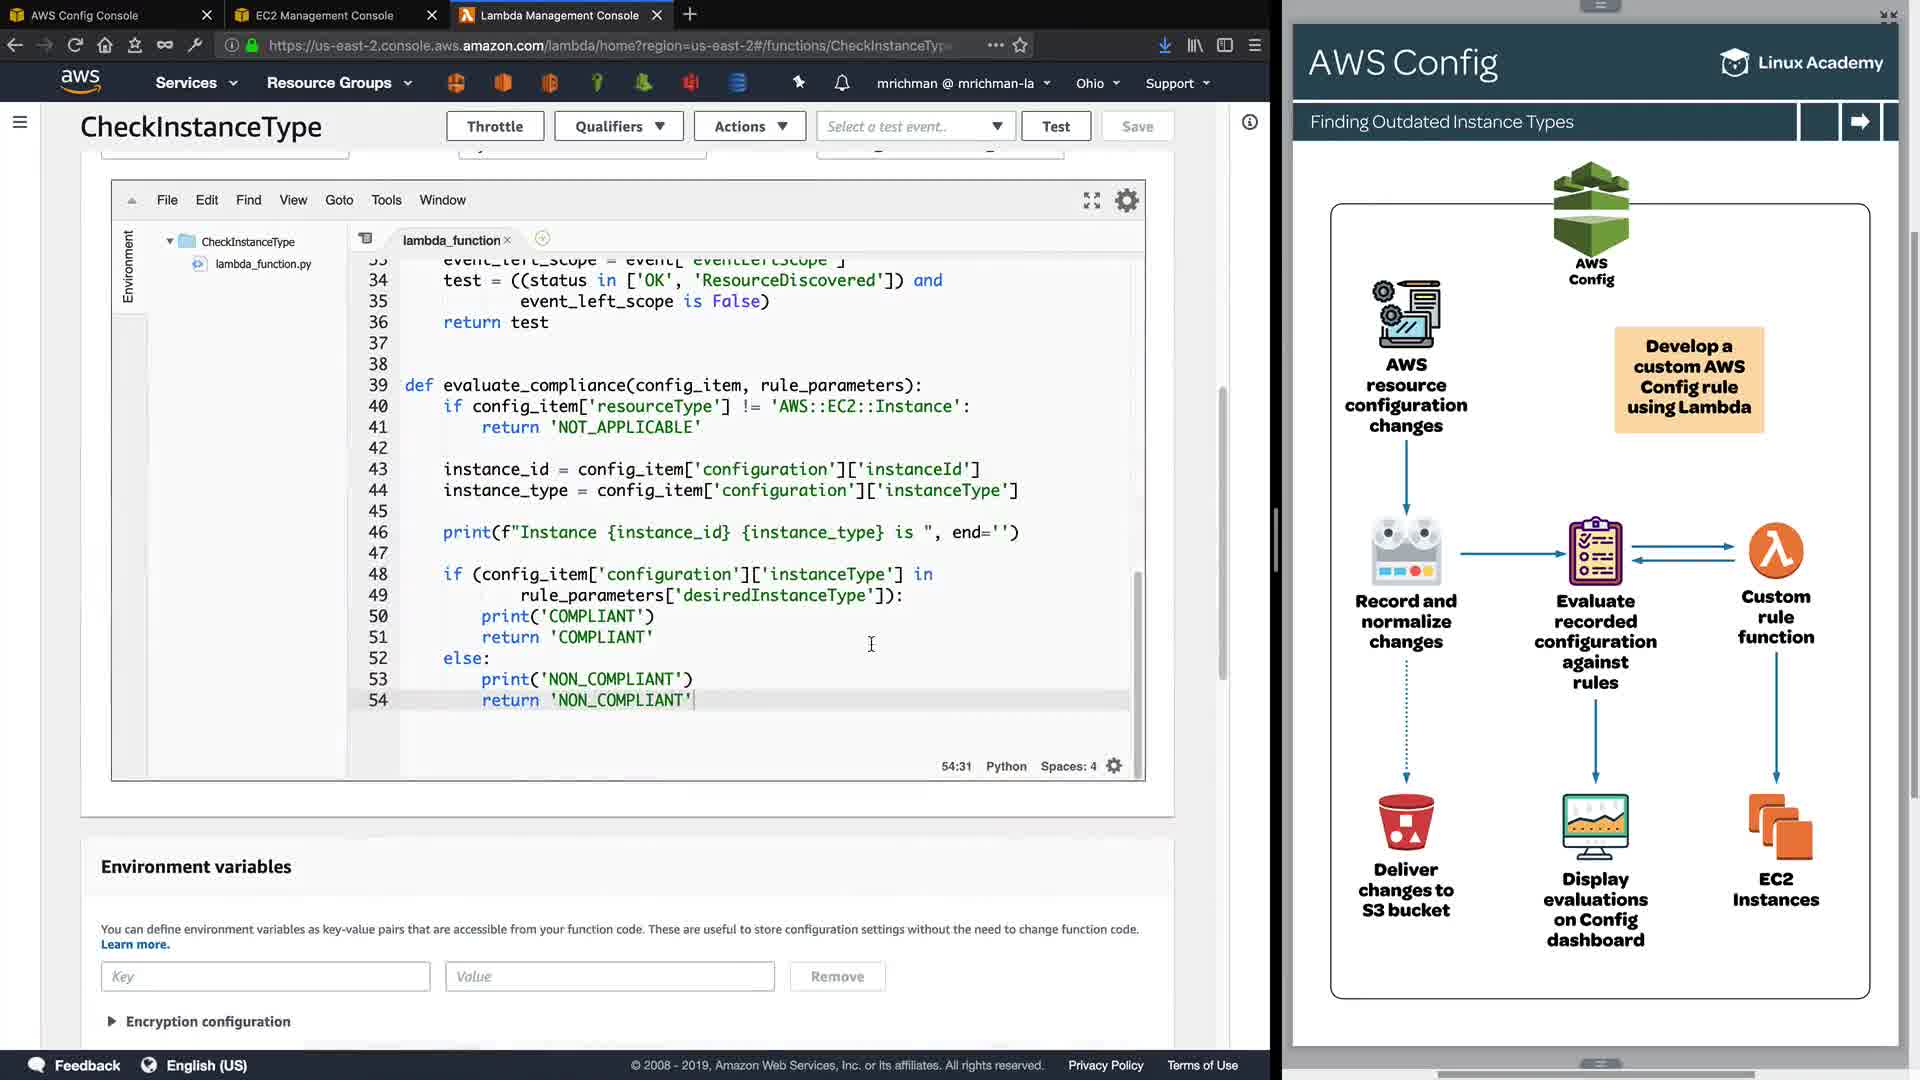 AWS Config Console
EC2 Management Console
Lambda Management Console
https://us-east-2.console.aws.amazon.com/lambda/home?region=us-east-2#/functions/CheckInstanceType
aws
Services
Resource Groups
mrichman @ mrichman-la
Ohio
Support
CheckInstanceType
Throttle
Qualifiers
Actions
Select a test event..
Test
Save
File Edit Find View Goto Tools Window
Environment
CheckInstanceType
lambda_function.py
lambda_function
33     event_left_scope = event['eventLeftScope']
34     test = ((status in ['OK', 'ResourceDiscovered']) and
35             event_left_scope is False)
36     return test
37
38
39 def evaluate_compliance(config_item, rule_parameters):
40     if config_item['resourceType'] != 'AWS::EC2::Instance':
41         return 'NOT_APPLICABLE'
42
43     instance_id = config_item['configuration']['instanceId']
44     instance_type = config_item['configuration']['instanceType']
45
46     print(f"Instance {instance_id} {instance_type} is ", end='')
47
48     if (config_item['configuration']['instanceType'] in
49             rule_parameters['desiredInstanceType']):
50         print('COMPLIANT')
51         return 'COMPLIANT'
52     else:
53         print('NON_COMPLIANT')
54         return 'NON_COMPLIANT'
54:31 Python Spaces: 4
Environment variables
You can define environment variables as key-value pairs that are accessible from your function code. These are useful to store configuration settings without the need to change function code.
Learn more.
Key
Value
Remove
Encryption configuration
Feedback
English (US)
© 2008 - 2019, Amazon Web Services, Inc. or its affiliates. All rights reserved.
Privacy Policy
Terms of Use
AWS Config
Linux Academy
Finding Outdated Instance Types
AWS
Config
AWS
resource
configuration
changes
Develop a
custom AWS
Config rule
using Lambda
Record and
normalize
changes
Evaluate
recorded
configuration
against
rules
Custom
rule
function
Deliver
changes to
S3 bucket
Display
evaluations
on Config
dashboard
EC2
Instances